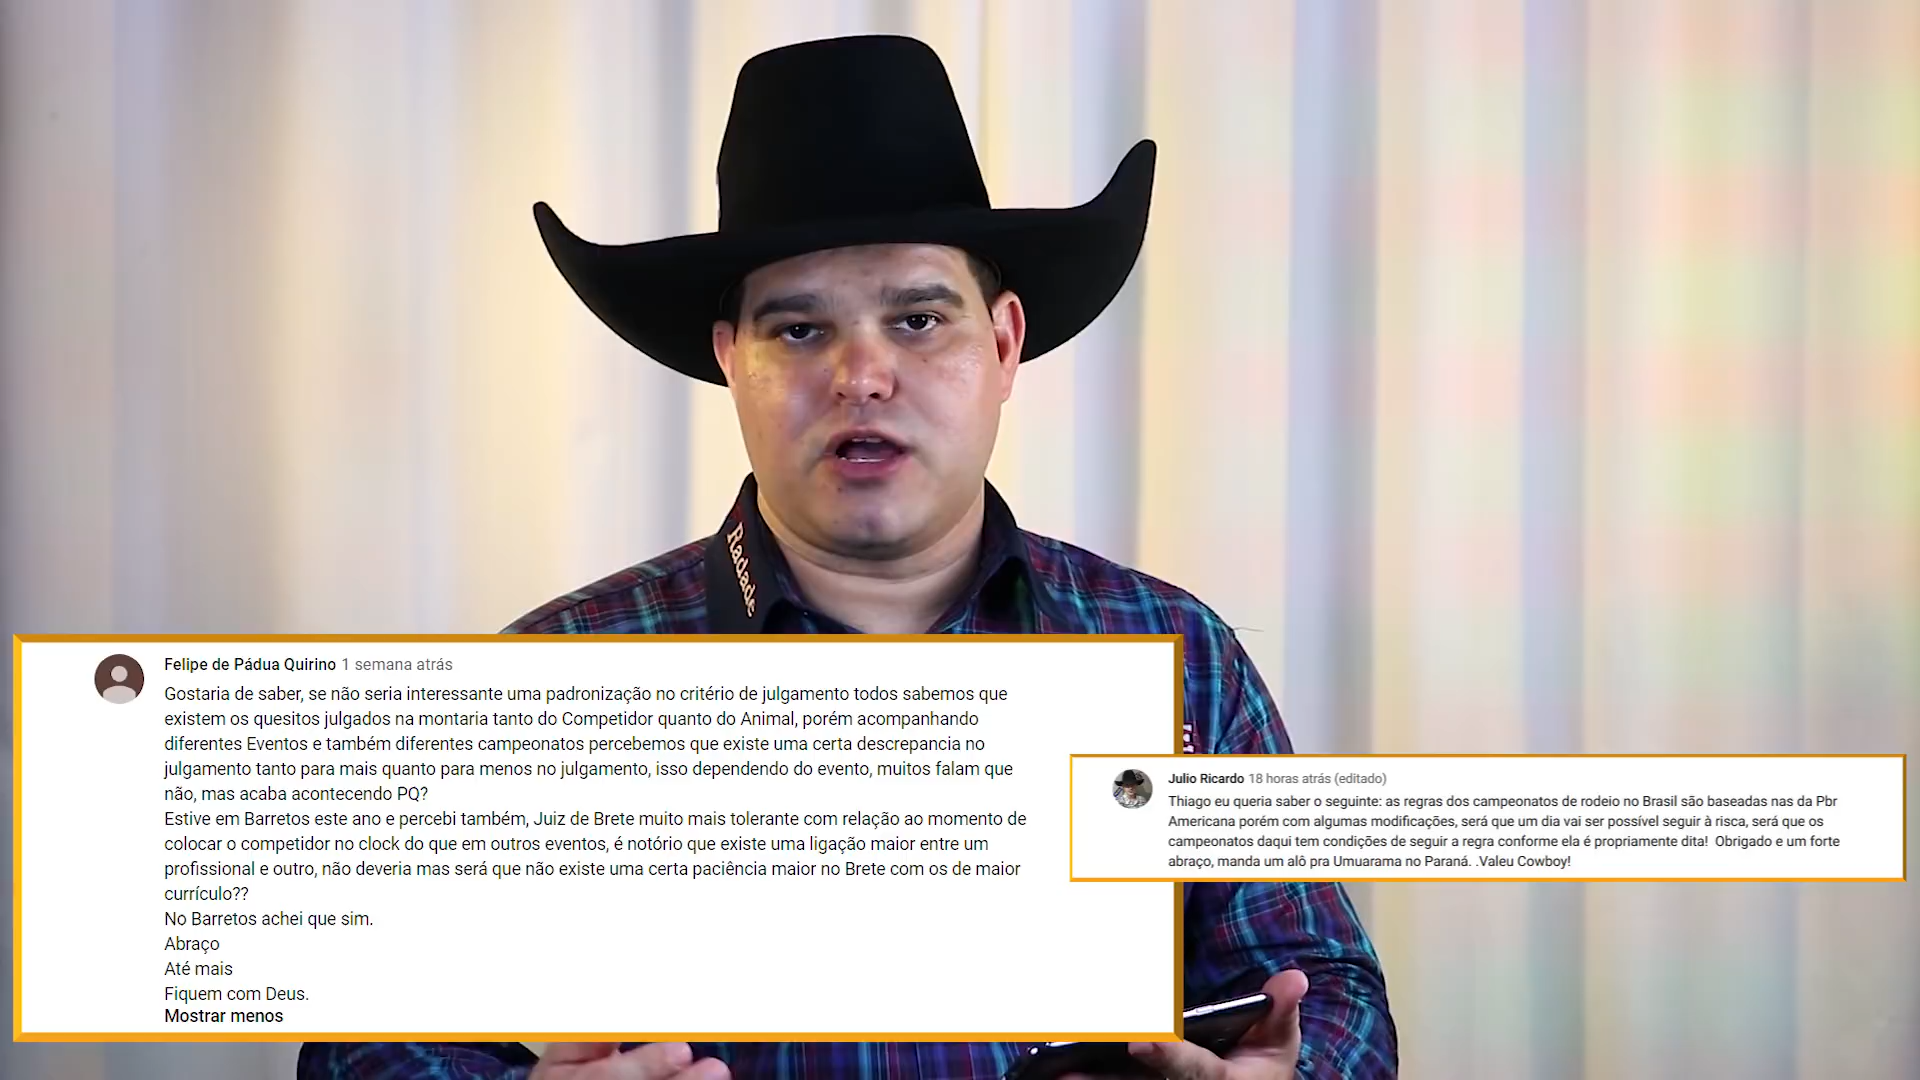 Radade
Felipe de Pádua Quirino 1 semana atrás
Gostaria de saber, se não seria interessante uma padronização no critério de julgamento todos sabemos que
existem os quesitos julgados na montaria tanto do Competidor quanto do Animal, porém acompanhando
diferentes Eventos e também diferentes campeonatos percebemos que existe uma certa descrepancia no
julgamento tanto para mais quanto para menos no julgamento, isso dependendo do evento, muitos falam que
não, mas acaba acontecendo PQ?
Estive em Barretos este ano e percebi também, Juiz de Brete muito mais tolerante com relação ao momento de
colocar o competidor no clock do que em outros eventos, é notório que existe uma ligação maior entre um
profissional e outro, não deveria mas será que não existe uma certa paciência maior no Brete com os de maior
currículo??
No Barretos achei que sim.
Abraço
Até mais
Fiquem com Deus.
Mostrar menos
Julio Ricardo 18 horas atrás (editado)
Thiago eu queria saber o seguinte: as regras dos campeonatos de rodeio no Brasil são baseadas nas da Pbr
Americana porém com algumas modificações, será que um dia vai ser possível seguir à risca, será que os
campeonatos daqui tem condições de seguir a regra conforme ela é propriamente dita! Obrigado e um forte
abraço, manda um alô pra Umuarama no Paraná. .Valeu Cowboy!